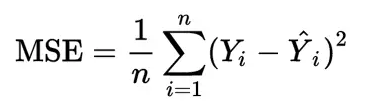 MSE = \frac{1}{n} \sum_{i=1}^{n} (Y_i - \hat{Y}_i)^2